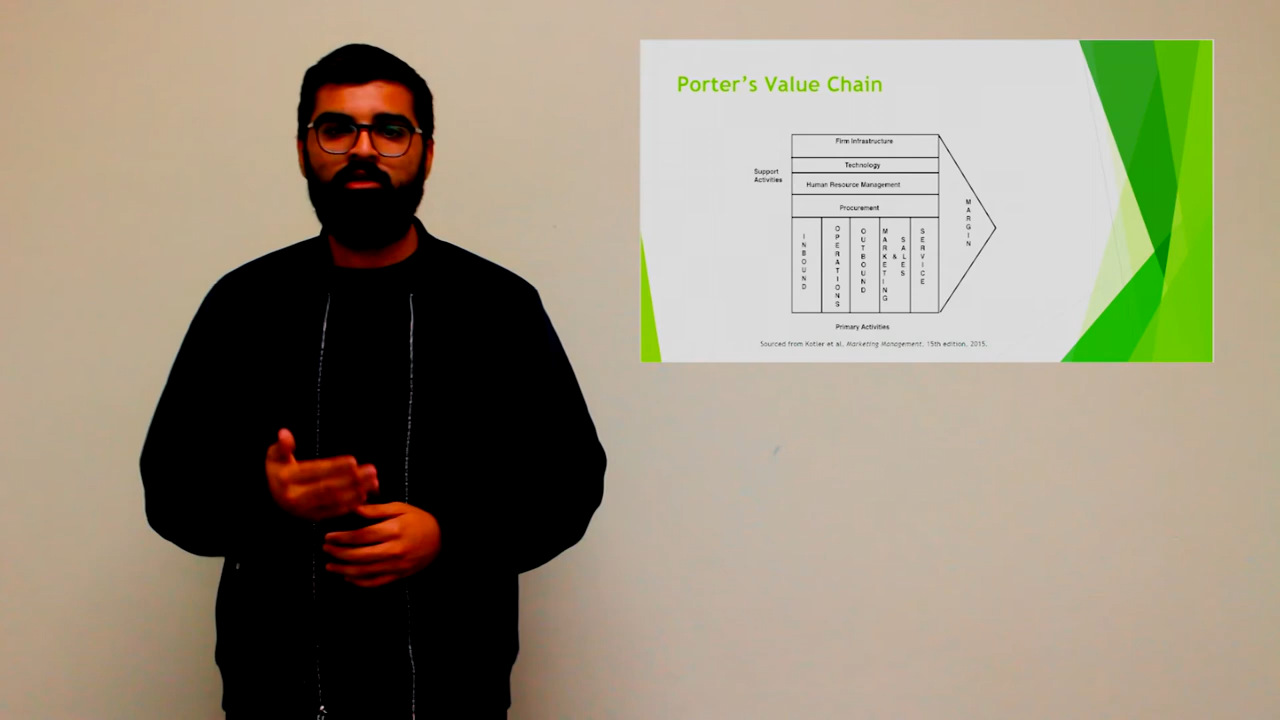 Porter's Value Chain
Firm Infrastructure
Technology
Support
Activities
Human Resource Management
Procurement
INBOUND
OPERATIONS
OUTBOUND
MARKETING
&
SALES
SERVICE
MARGIN
Primary Activities
Sourced from Kotler et al, Marketing Management, 15th edition, 2015.